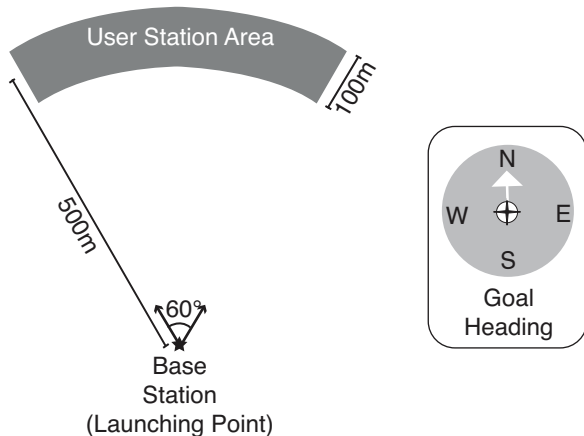 User Station Area
100m
500m
60°
Base
Station
(Launching Point)
N
W
E
S
Goal
Heading